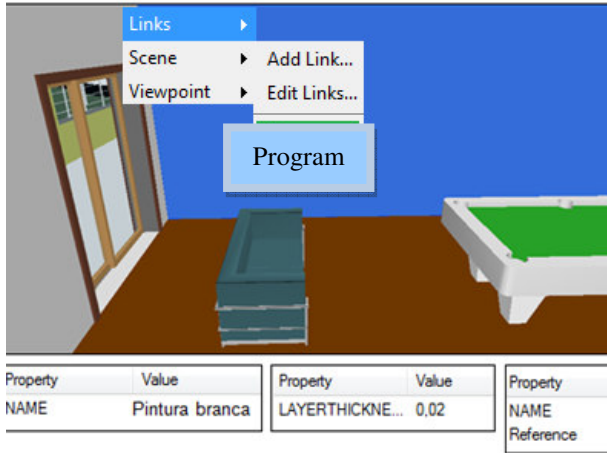 Links
Scene
Add Link...
Viewpoint
Edit Links...
Program
Property Value
NAME Pintura branca
Property Value
LAYERTHICKNE... 0,02
Property
NAME
Reference